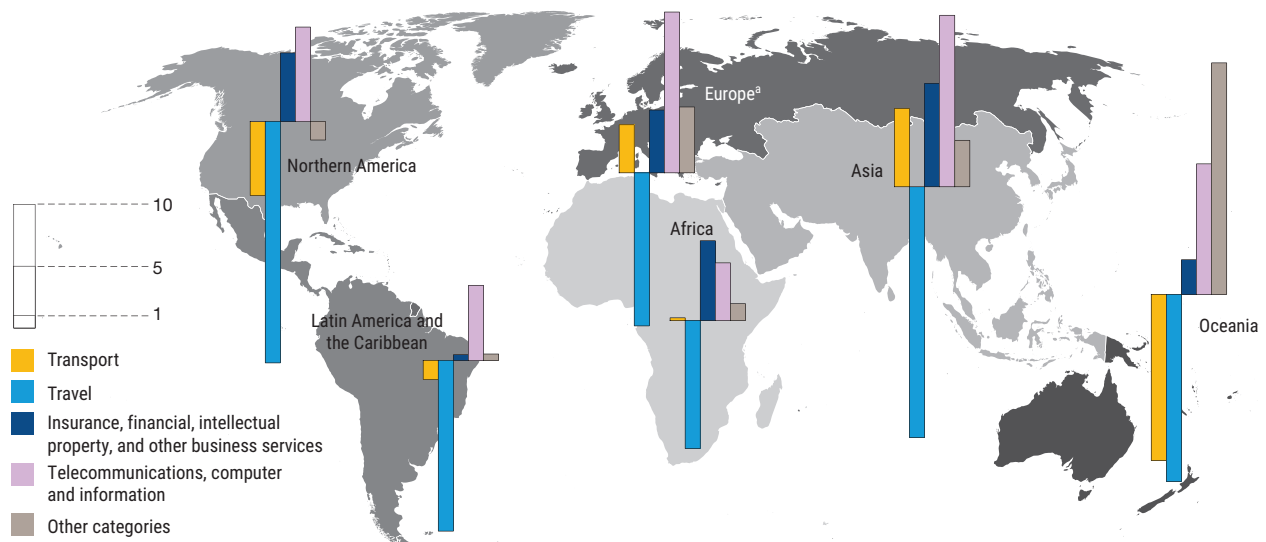 Europeᵃ
Northern America
Asia
10
Africa
5
1
Latin America and
the Caribbean
Oceania
Transport
Travel
Insurance, financial, intellectual
property, and other business services
Telecommunications, computer
and information
Other categories